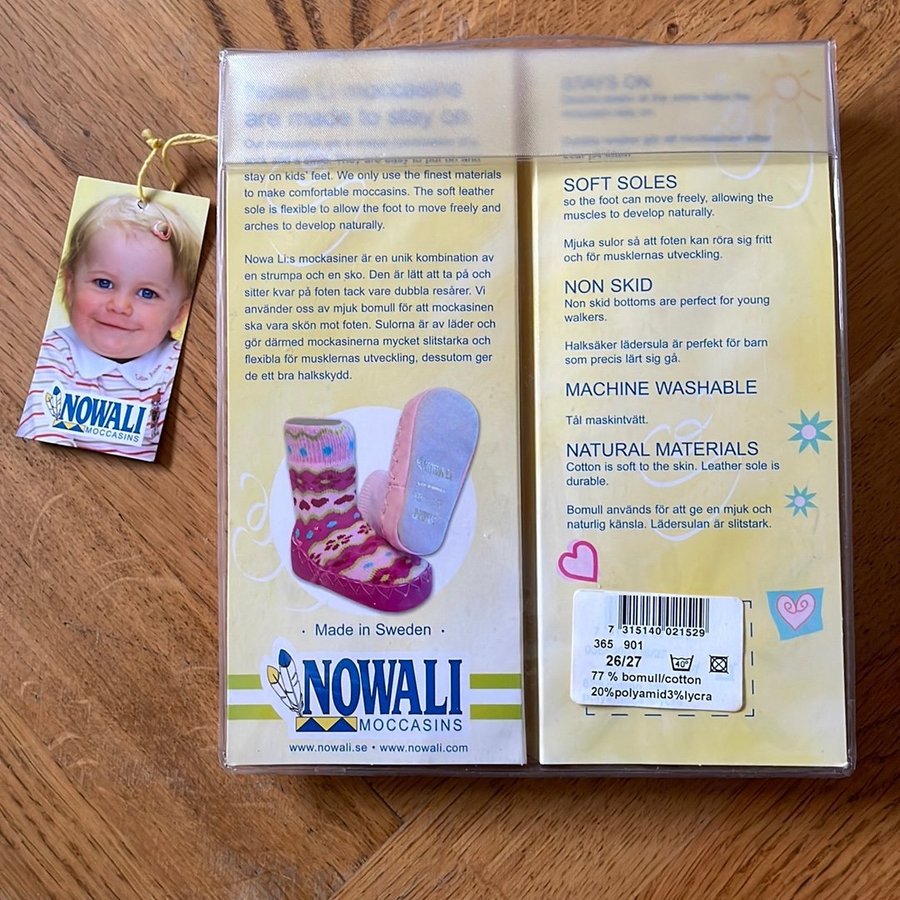 Nowa Li moccasins
are made to stay on
stay on kids' feet. We only use the finest materials
to make comfortable moccasins. The soft leather
sole is flexible to allow the foot to move freely and
arches to develop naturally.
Nowa Li:s mockasiner är en unik kombination av
en strumpa och en sko. Den är lätt att ta på och
sitter kvar på foten tack vare dubbla resårer. Vi
använder oss av mjuk bomull för att mockasinen
ska vara skön mot foten. Sulorna är av läder och
gör därmed mockasinerna mycket slitstarka och
flexibla för musklernas utveckling, dessutom ger
de ett bra halkskydd.
NOWALI
· Made in Sweden ·
NOWALI
MOCCASINS
www.nowali.se • www.nowali.com
STAYS ON
SOFT SOLES
so the foot can move freely, allowing the
muscles to develop naturally.
Mjuka sulor så att foten kan röra sig fritt
och för musklernas utveckling.
NON SKID
Non skid bottoms are perfect for young
walkers.
Halksäker lädersula är perfekt för barn
som precis lärt sig gå.
MACHINE WASHABLE
Tål maskintvätt.
NATURAL MATERIALS
Cotton is soft to the skin. Leather sole is
durable.
Bomull används för att ge en mjuk och
naturlig känsla. Lädersulan är slitstark.
7 315140 021529
365 901
26/27 40°
77 % bomull/cotton
20%polyamid3%lycra
NOWALI
MOCCASINS